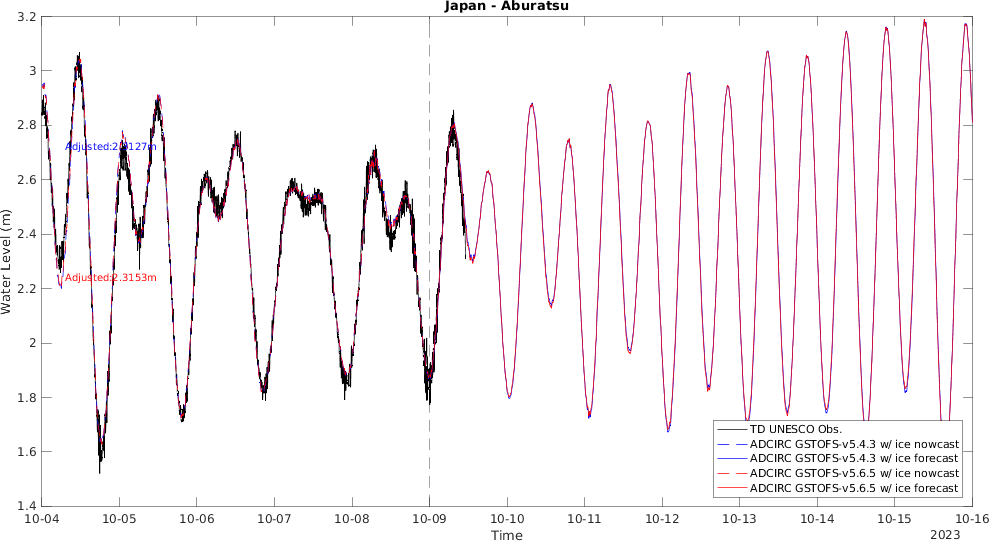 Japan - Aburatsu
3.2
3
2.8
2.6
2.4
2.2
2
1.8
1.6
1.4
Water Level (m)
Adjusted:2.3153m
10-04
10-05
10-06
10-07
10-08
10-09
10-10
10-11
10-12
10-13
10-14
10-15
10-16
Time
2023
TD UNESCO Obs.
ADCIRC GSTOFS-v5.4.3 w/ ice nowcast
ADCIRC GSTOFS-v5.4.3 w/ ice forecast
ADCIRC GSTOFS-v5.6.5 w/ ice nowcast
ADCIRC GSTOFS-v5.6.5 w/ ice forecast